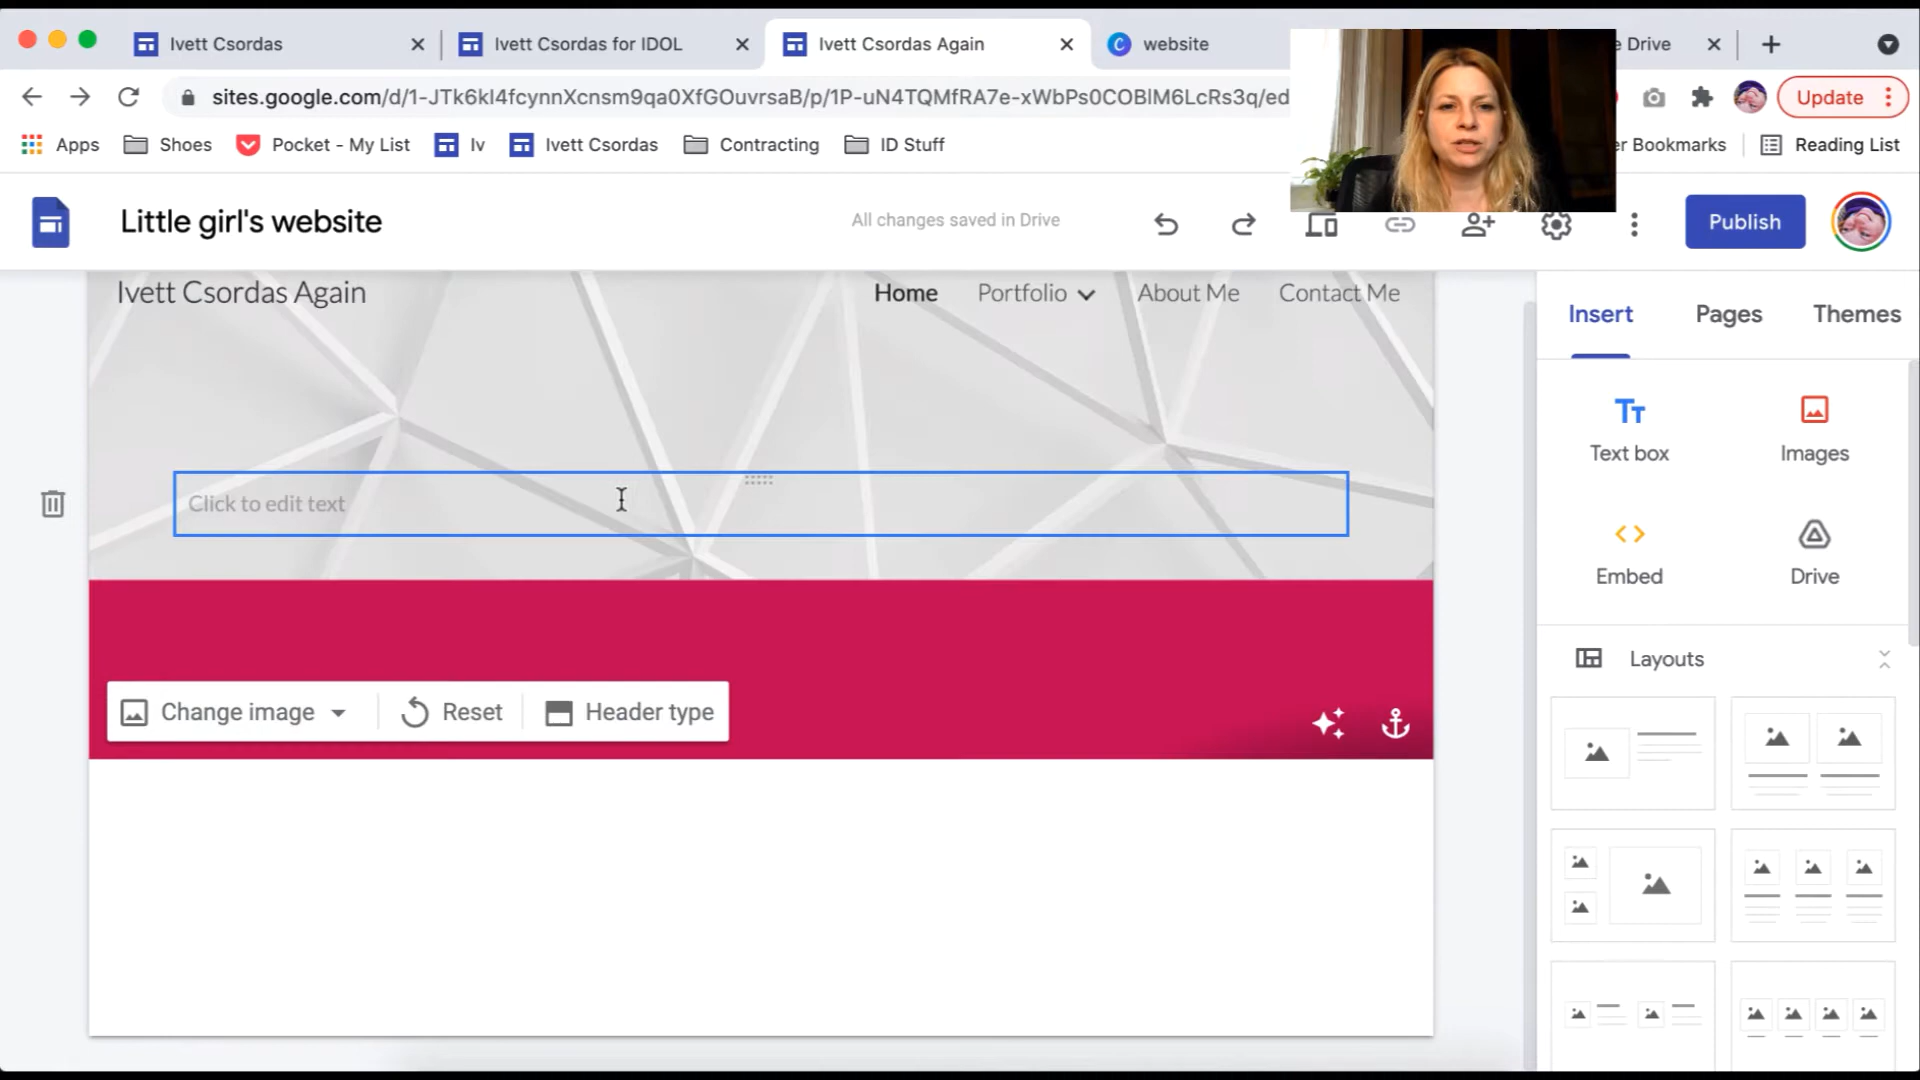 Ivett Csordas
Ivett Csordas for IDOL
Ivett Csordas Again
website
Drive
sites.google.com/d/1-JTk6kI4fcynnXcnsm9qa0XfGOuvrsaB/p/1P-uN4TQMfRA7e-xWbPs0COBlM6LcRs3q/ed
Update
Apps
Shoes
Pocket - My List
Iv
Ivett Csordas
Contracting
ID Stuff
er Bookmarks
Reading List
Little girl's website
All changes saved in Drive
Publish
Ivett Csordas Again
Home
Portfolio
About Me
Contact Me
Click to edit text
Change image
Reset
Header type
Insert
Pages
Themes
Text box
Images
Embed
Drive
Layouts